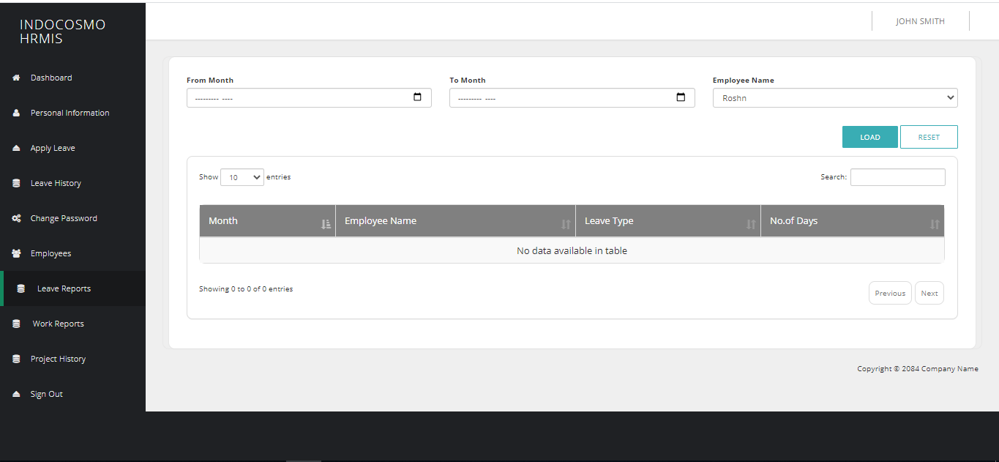 INDOCOSMO
HRMIS
JOHN SMITH
Dashboard
Personal Information
Apply Leave
Leave History
Change Password
Employees
Leave Reports
Work Reports
Project History
Sign Out
From Month To Month Employee Name
--------- ---- --------- ---- Roshn
LOAD RESET
Show 10 entries Search:
Month Employee Name Leave Type No.of Days
No data available in table
Showing 0 to 0 of 0 entries Previous Next
Copyright © 2084 Company Name